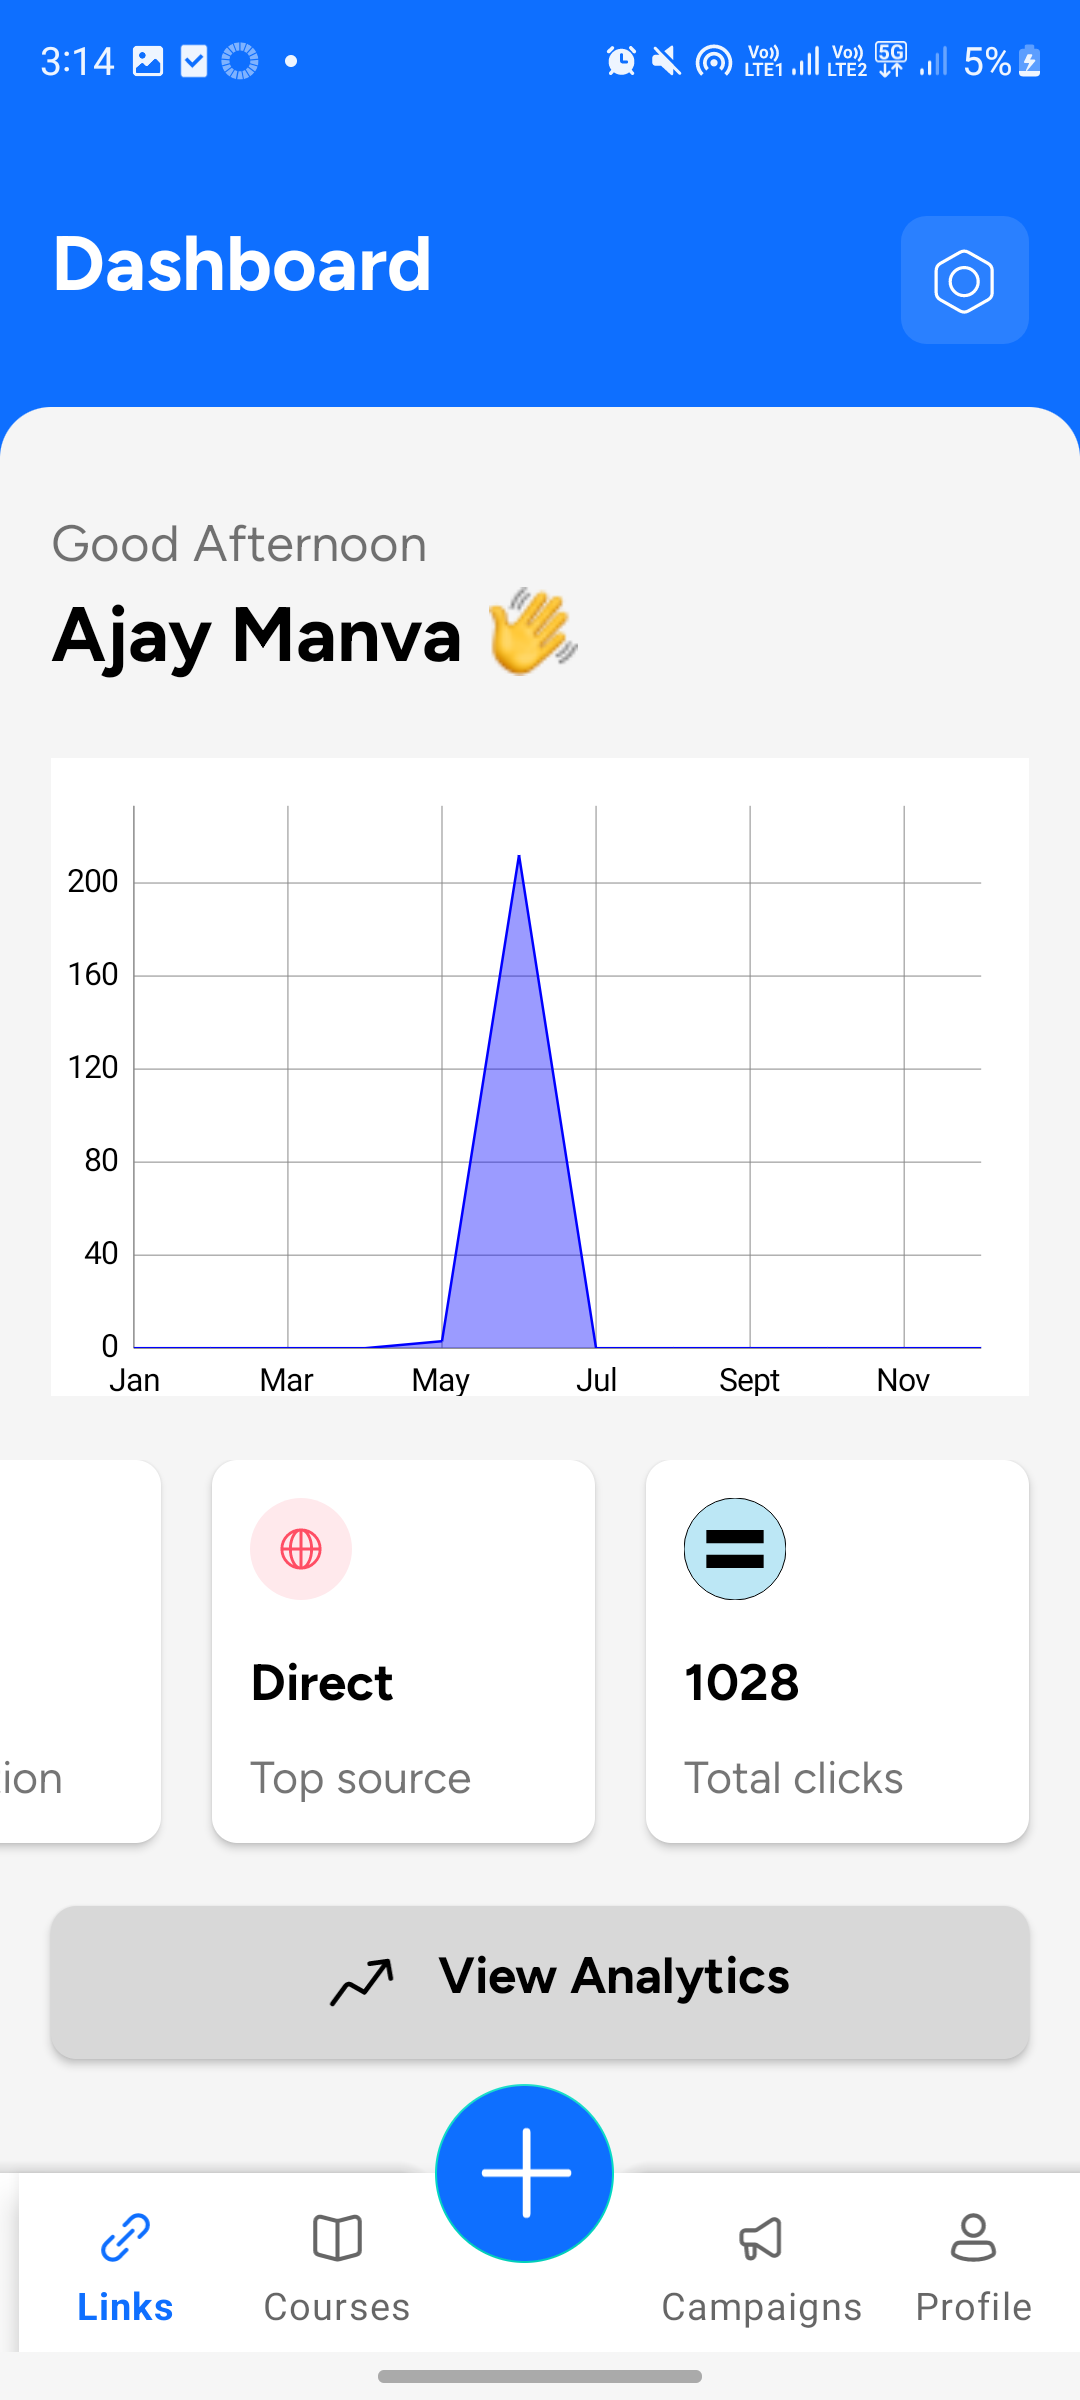 3:14 Vo)) LTE1 Vo)) LTE2 5G 5%
Dashboard
Good Afternoon
Ajay Manva 👋
200
160
120
80
40
0
Jan Mar May Jul Sept Nov
Direct 1028
ion Top source Total clicks
View Analytics
Links Courses Campaigns Profile